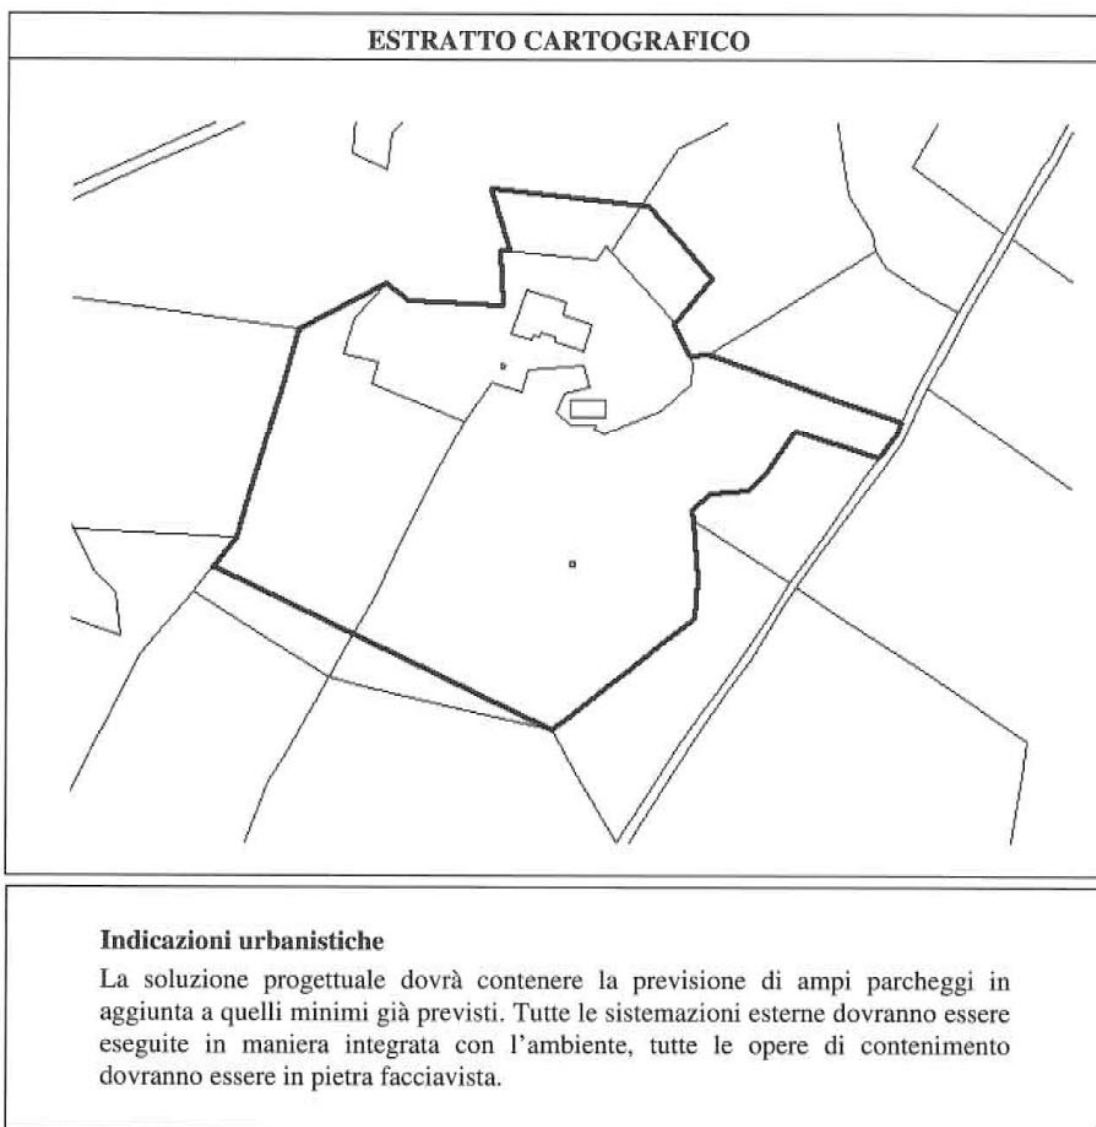 ESTRATTO CARTOGRAFICO
Indicazioni urbanistiche
La soluzione progettuale dovrà contenere la previsione di ampi parcheggi in
aggiunta a quelli minimi già previsti. Tutte le sistemazioni esterne dovranno essere
eseguite in maniera integrata con l'ambiente, tutte le opere di contenimento
dovranno essere in pietra facciavista.